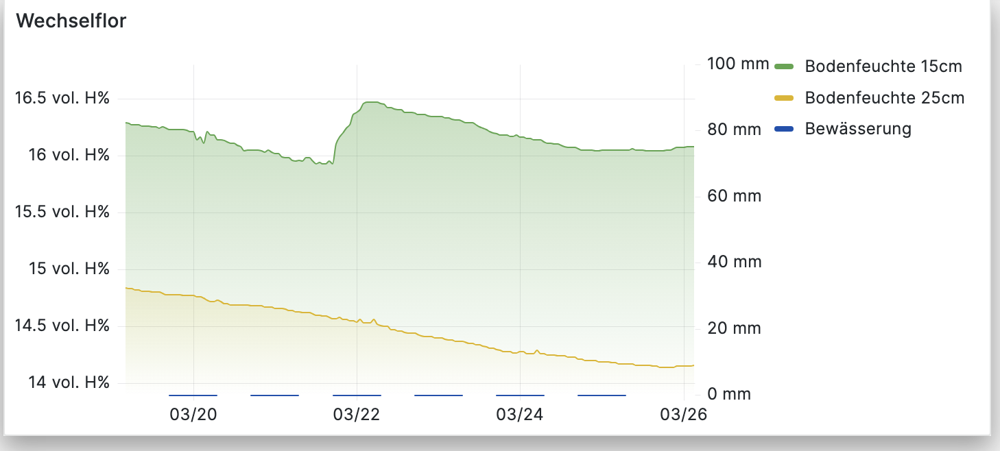 Wechselflor
16.5 vol. H%
16 vol. H%
15.5 vol. H%
15 vol. H%
14.5 vol. H%
14 vol. H%
100 mm
80 mm
60 mm
40 mm
20 mm
0 mm
03/20
03/22
03/24
03/26
Bodenfeuchte 15cm
Bodenfeuchte 25cm
Bewässerung